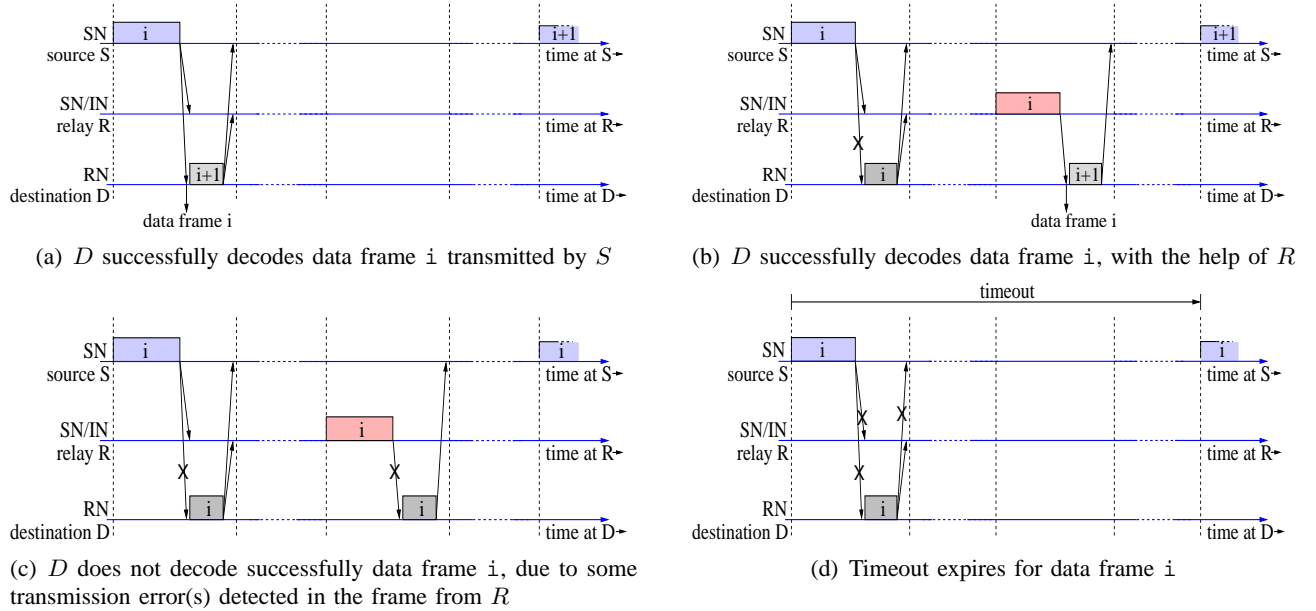 SN
source S
i
i+1
time at S
SN/IN
relay R
time at R
RN
destination D
i+1
time at D
data frame i
(a) D successfully decodes data frame i transmitted by S
SN
source S
i
i+1
time at S
SN/IN
relay R
i
time at R
X
RN
destination D
i
i+1
time at D
data frame i
(b) D successfully decodes data frame i, with the help of R
SN
source S
i
i
time at S
SN/IN
relay R
i
time at R
X
X
RN
destination D
i
i
time at D
(c) D does not decode successfully data frame i, due to some
transmission error(s) detected in the frame from R
timeout
SN
source S
i
i
time at S
X
X
SN/IN
relay R
time at R
X
RN
destination D
i
time at D
(d) Timeout expires for data frame i